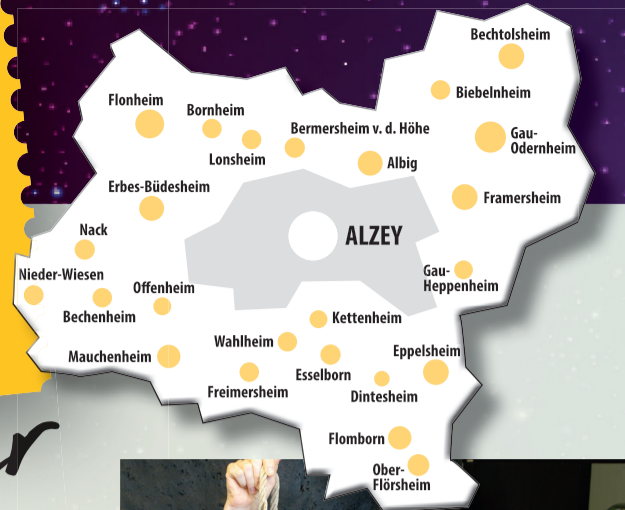 Bechtolsheim
Biebelnheim
Flonheim
Bornheim
Bermersheim v. d. Höhe
Gau-
Odernheim
Lonsheim
Albig
Erbes-Büdesheim
Framersheim
Nack
ALZEY
Nieder-Wiesen
Gau-
Heppenheim
Offenheim
Bechenheim
Kettenheim
Wahlheim
Mauchenheim
Eppelsheim
Esselborn
Freimersheim
Dintesheim
Flomborn
Ober-
Flörsheim